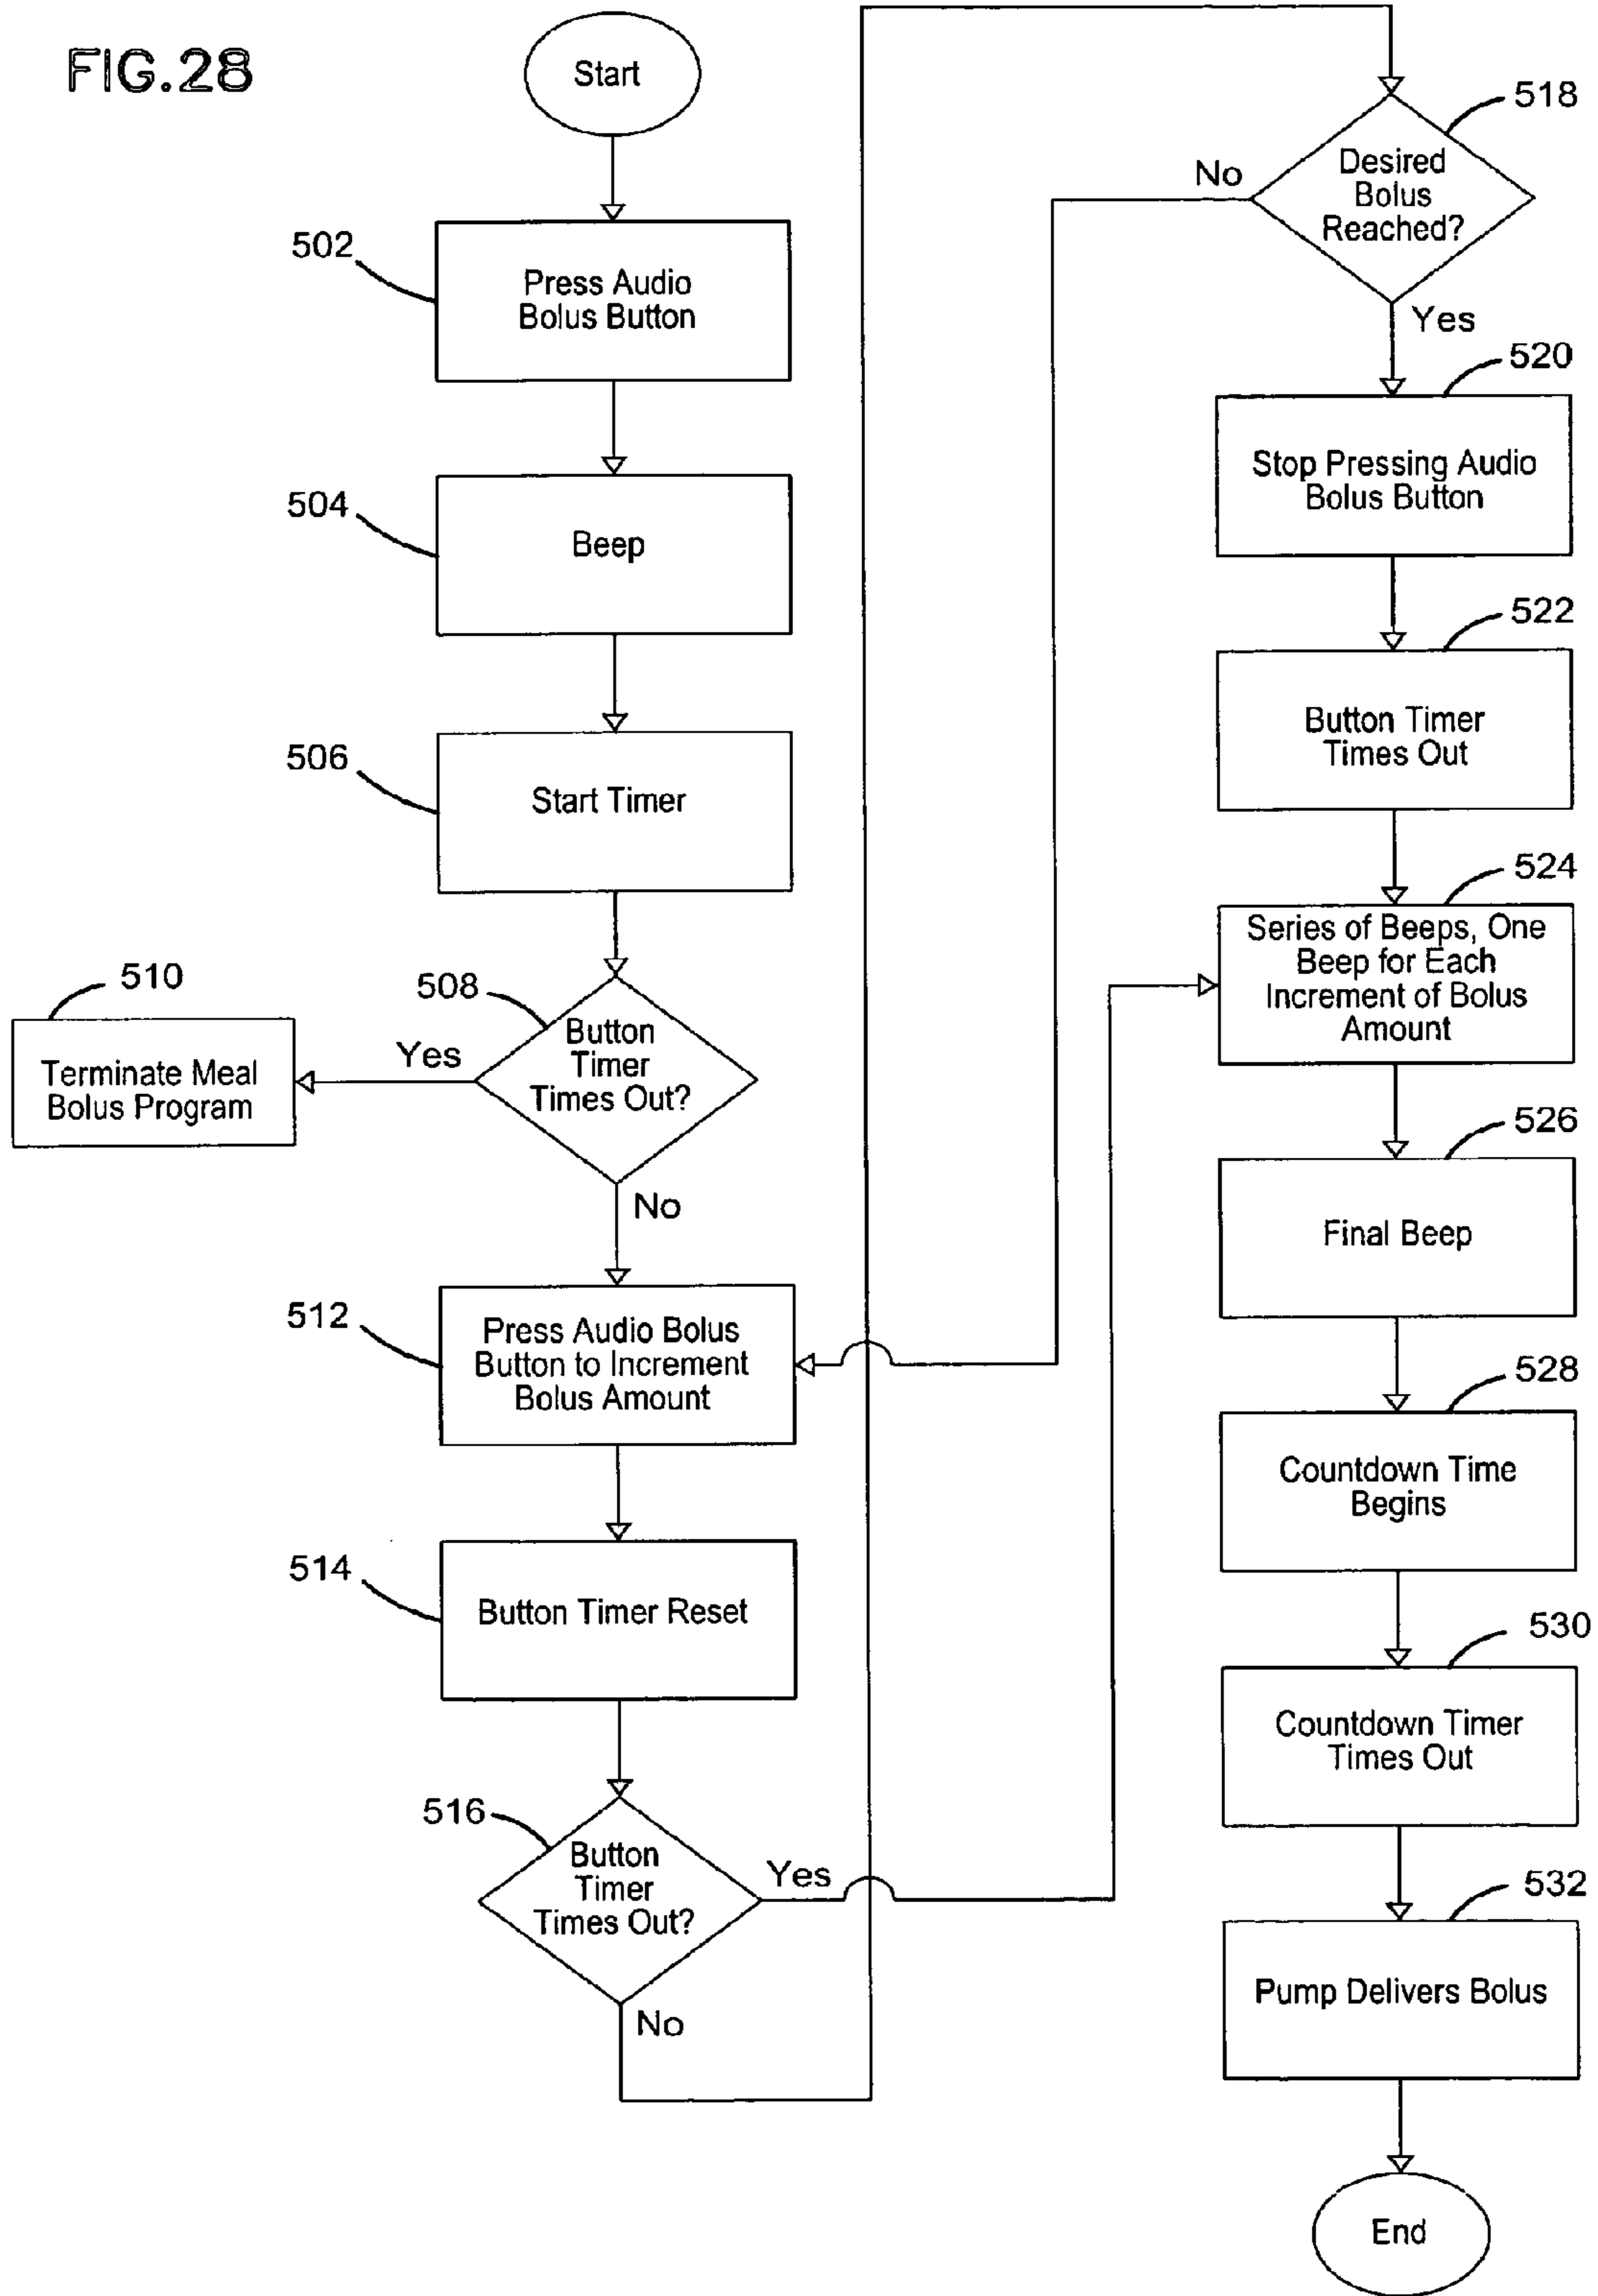 FIG.28
Start
502
Press Audio
Bolus Button
504
Beep
506
Start Timer
508
Button
Timer
Times Out?
Yes
510
Terminate Meal
Bolus Program
No
512
Press Audio Bolus
Button to Increment
Bolus Amount
514
Button Timer Reset
516
Button
Timer
Times Out?
Yes
No
518
Desired
Bolus
Reached?
No
Yes
520
Stop Pressing Audio
Bolus Button
522
Button Timer
Times Out
524
Series of Beeps, One
Beep for Each
Increment of Bolus
Amount
526
Final Beep
528
Countdown Time
Begins
530
Countdown Timer
Times Out
532
Pump Delivers Bolus
End